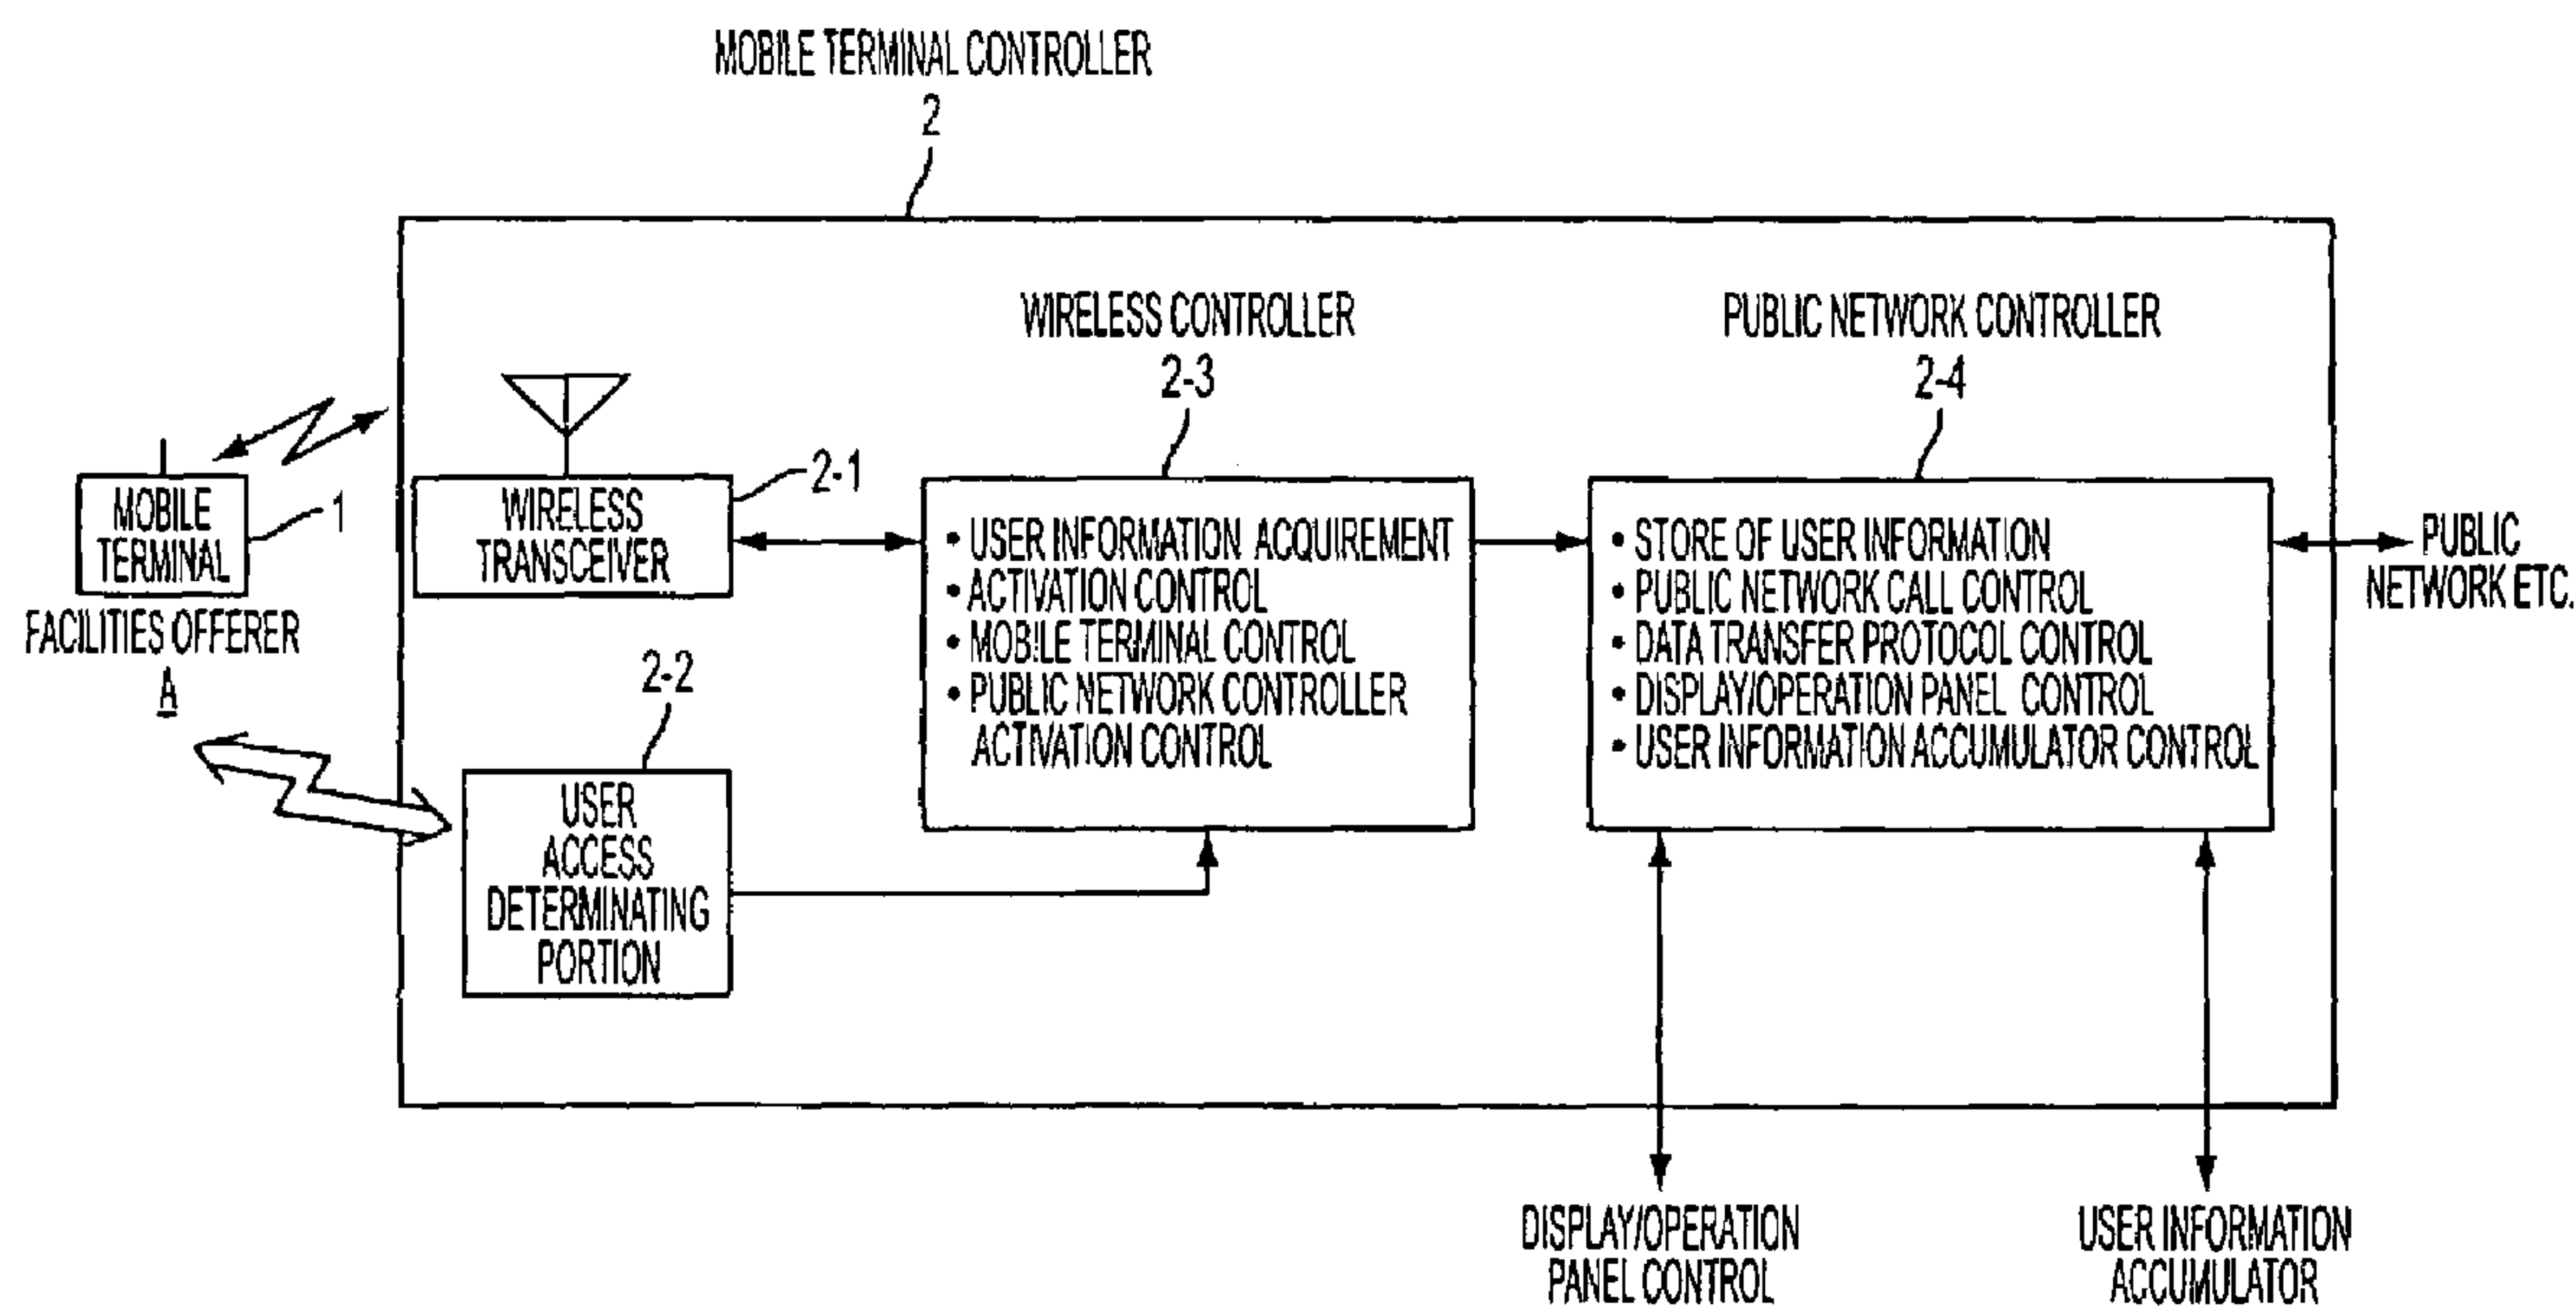 MOBILE TERMINAL CONTROLLER
2
WIRELESS CONTROLLER
2-3
PUBLIC NETWORK CONTROLLER
2-4
MOBILE
TERMINAL
1
FACILITIES OFFERER
A
WIRELESS
TRANSCEIVER
2-1
2-2
USER
ACCESS
DETERMINATING
PORTION
• USER INFORMATION ACQUIREMENT
• ACTIVATION CONTROL
• MOBILE TERMINAL CONTROL
• PUBLIC NETWORK CONTROLLER
ACTIVATION CONTROL
• STORE OF USER INFORMATION
• PUBLIC NETWORK CALL CONTROL
• DATA TRANSFER PROTOCOL CONTROL
• DISPLAY/OPERATION PANEL CONTROL
• USER INFORMATION ACCUMULATOR CONTROL
PUBLIC
NETWORK ETC.
DISPLAY/OPERATION
PANEL CONTROL
USER INFORMATION
ACCUMULATOR